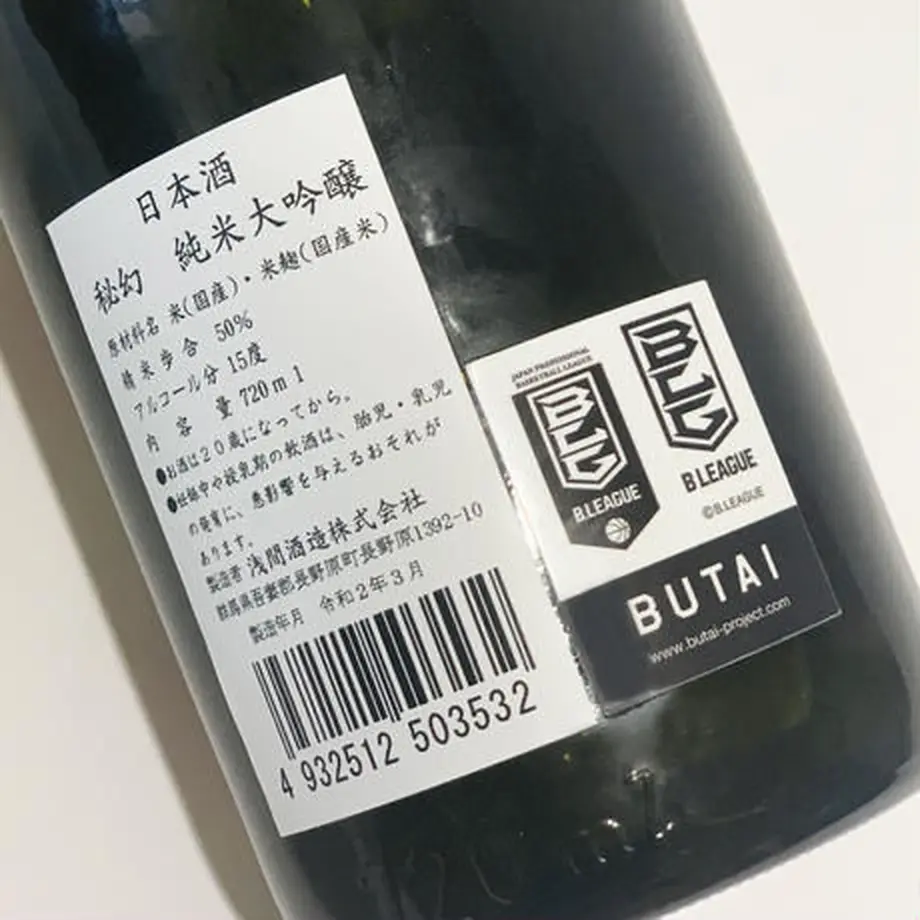 日本酒
秘幻 純米大吟醸
原材料名 米(国産)・米麹(国産米)
精米歩合 50%
アルコール分 15度
内容量 720ml
●お酒は20歳になってから。
●妊娠中や授乳期の飲酒は、胎児・乳児
の発育に、悪影響を与えるおそれが
あります。
製造者 浅間酒造株式会社
群馬県吾妻郡長野原町長野原1392-10
製造年月 令和2年3月
4 932512 503532
JAPAN PROFESSIONAL
BASKETBALL LEAGUE
BLG
B.LEAGUE
BLG
B.LEAGUE
©B.LEAGUE
BUTAI
www.butai-project.com